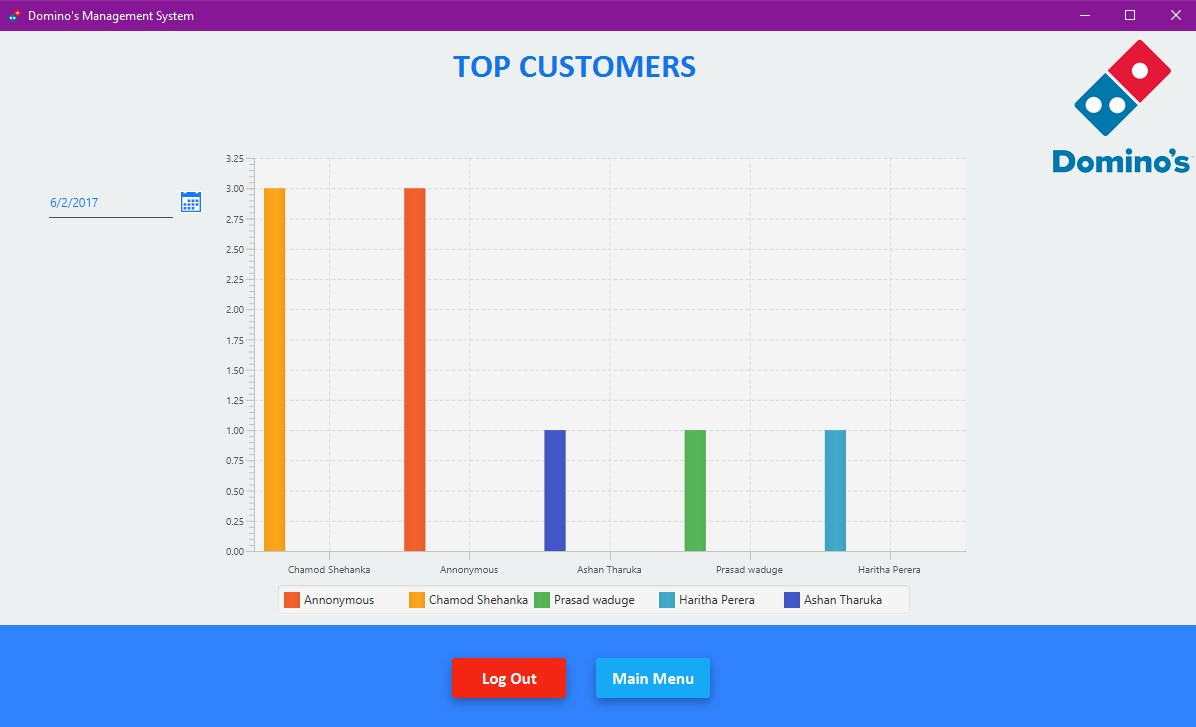 Domino's Management System
TOP CUSTOMERS
Domino's
6/2/2017
3.25
3.00
2.75
2.50
2.25
2.00
1.75
1.50
1.25
1.00
0.75
0.50
0.25
0.00
Chamod Shehanka Annonymous Ashan Tharuka Prasad waduge Haritha Perera
Annonymous Chamod Shehanka Prasad waduge Haritha Perera Ashan Tharuka
Log Out Main Menu